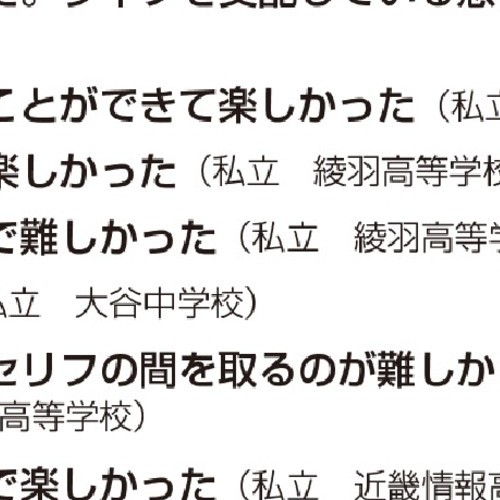 ことができて楽しかった（私立
楽しかった（私立　綾羽高等学校
で難しかった（私立　綾羽高等学
私立　大谷中学校）
セリフの間を取るのが難しか
高等学校）
で楽しかった（私立　近畿情報高